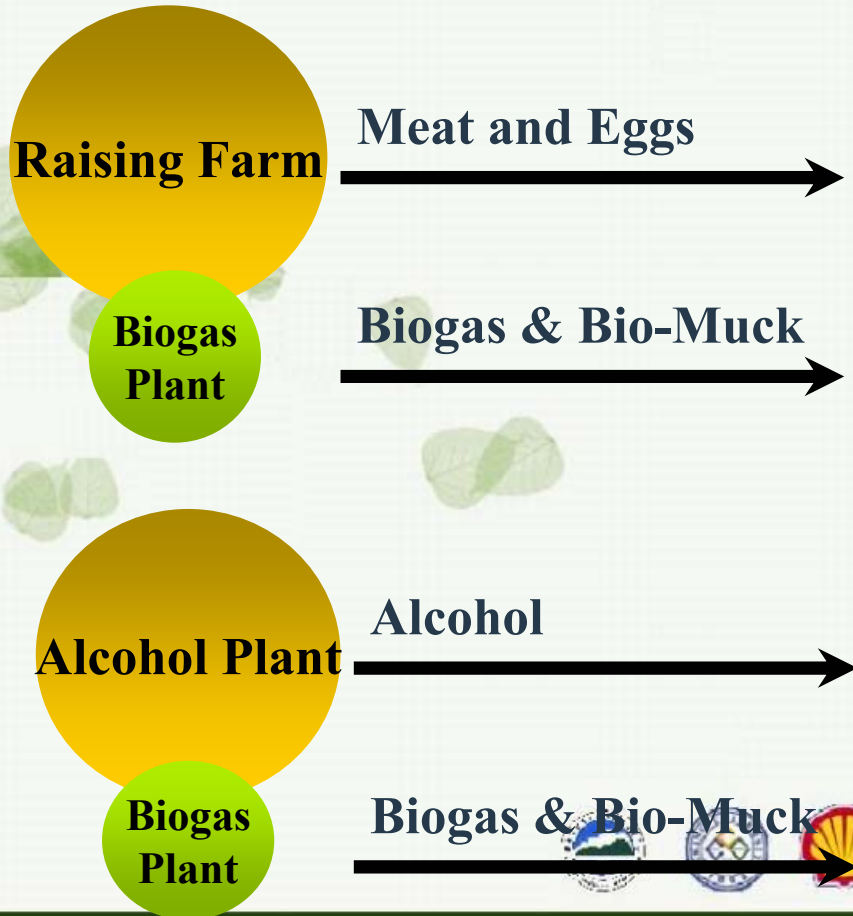 Meat and Eggs
Raising Farm
Biogas & Bio-Muck
Biogas
Plant
Alcohol
Alcohol Plant
Biogas & Bio-Muck
Biogas
Plant